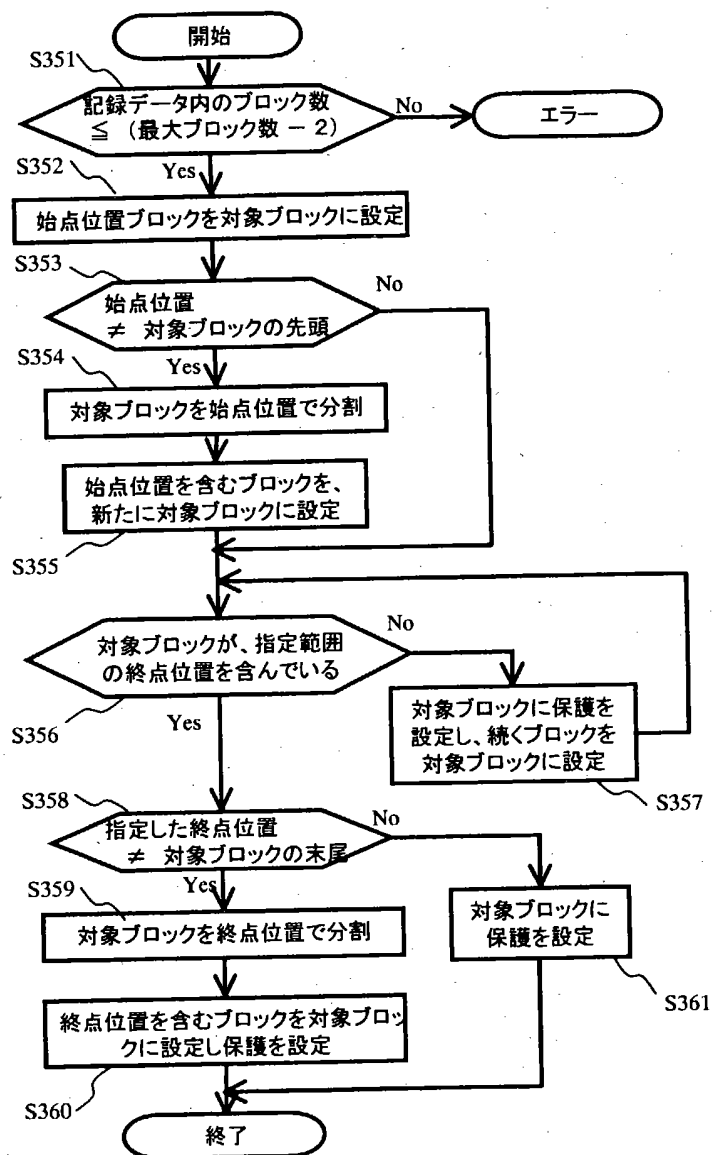 開始
S351
記録データ内のブロック数
≦ (最大ブロック数 － 2)
No
エラー
Yes
S352
始点位置ブロックを対象ブロックに設定
S353
始点位置
≠ 対象ブロックの先頭
No
Yes
S354
対象ブロックを始点位置で分割
始点位置を含むブロックを、
新たに対象ブロックに設定
S355
対象ブロックが、指定範囲
の終点位置を含んでいる
No
S356
Yes
対象ブロックに保護を
設定し、続くブロックを
対象ブロックに設定
S357
S358
指定した終点位置
≠ 対象ブロックの末尾
No
Yes
S359
対象ブロックを終点位置で分割
対象ブロックに
保護を設定
S361
終点位置を含むブロックを対象ブロッ
クに設定し保護を設定
S360
終了